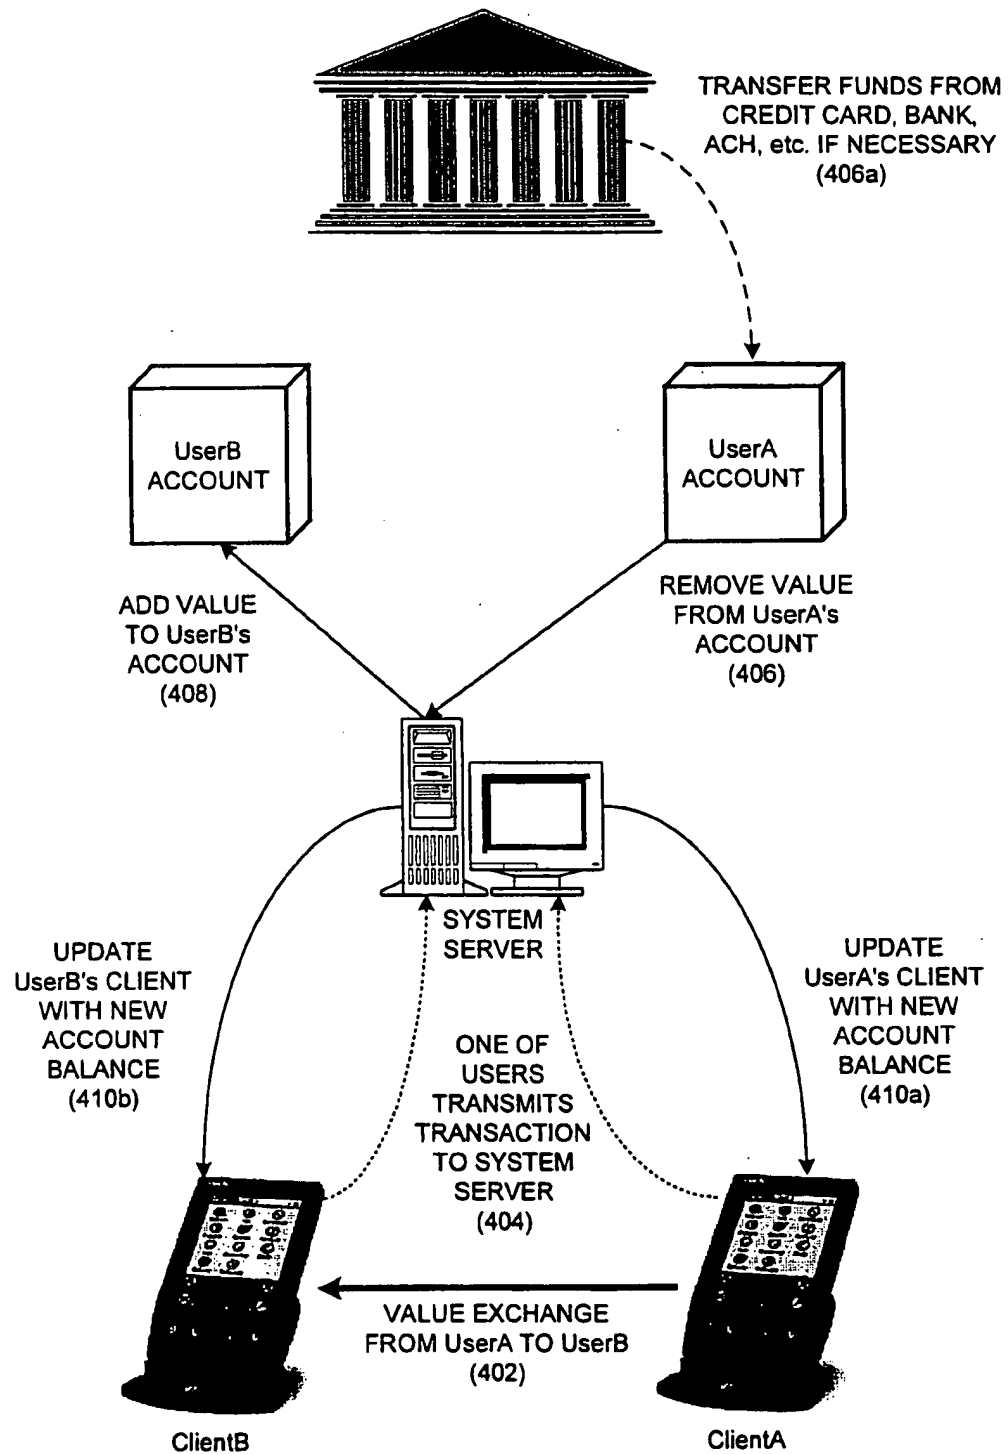 TRANSFER FUNDS FROM
CREDIT CARD, BANK,
ACH, etc. IF NECESSARY
(406a)
UserB
ACCOUNT
UserA
ACCOUNT
ADD VALUE
TO UserB's
ACCOUNT
(408)
REMOVE VALUE
FROM UserA's
ACCOUNT
(406)
SYSTEM
SERVER
UPDATE
UserB's CLIENT
WITH NEW
ACCOUNT
BALANCE
(410b)
ONE OF
USERS
TRANSMITS
TRANSACTION
TO SYSTEM
SERVER
(404)
UPDATE
UserA's CLIENT
WITH NEW
ACCOUNT
BALANCE
(410a)
VALUE EXCHANGE
FROM UserA TO UserB
(402)
ClientB
ClientA